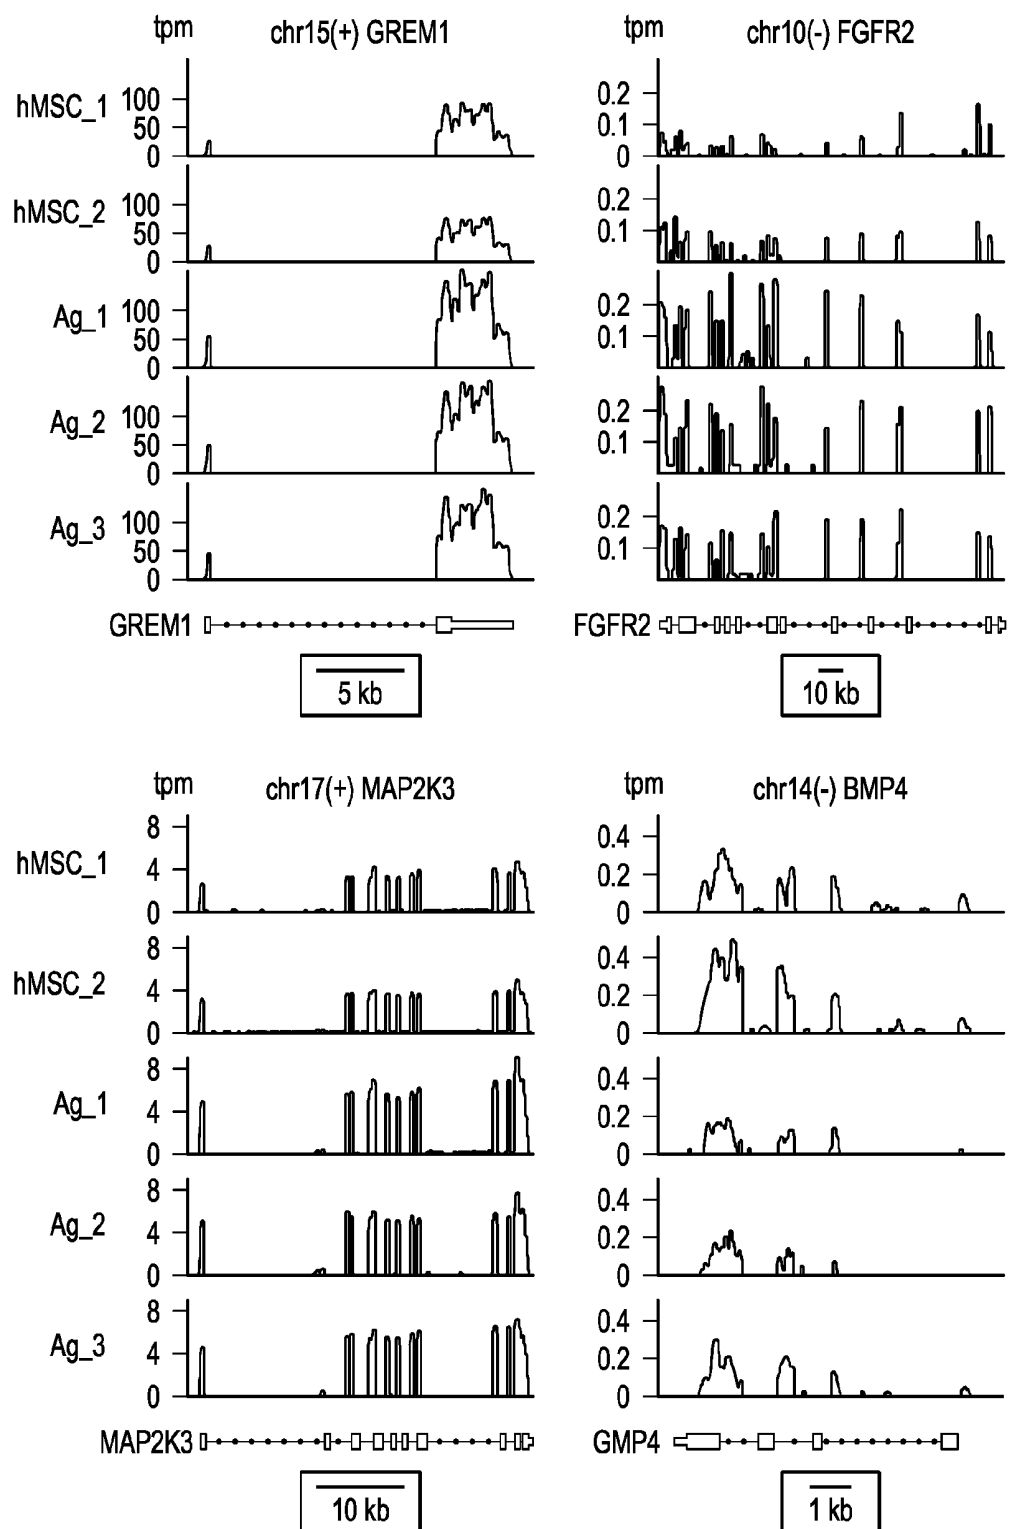 tpm chr15(+) GREM1
hMSC_1 100 50 0
hMSC_2 100 50 0
Ag_1 100 50 0
Ag_2 100 50 0
Ag_3 100 50 0
GREM1
5 kb
tpm chr10(-) FGFR2
0.2 0.1 0
0.2 0.1
0.2 0.1
0.2 0.1
0.2 0.1
FGFR2
10 kb
tpm chr17(+) MAP2K3
hMSC_1 8 4 0
hMSC_2 8 4 0
Ag_1 8 4 0
Ag_2 8 4 0
Ag_3 8 4 0
MAP2K3
10 kb
tpm chr14(-) BMP4
0.4 0.2 0
0.4 0.2 0
0.4 0.2 0
0.4 0.2 0
0.4 0.2 0
GMP4
1 kb